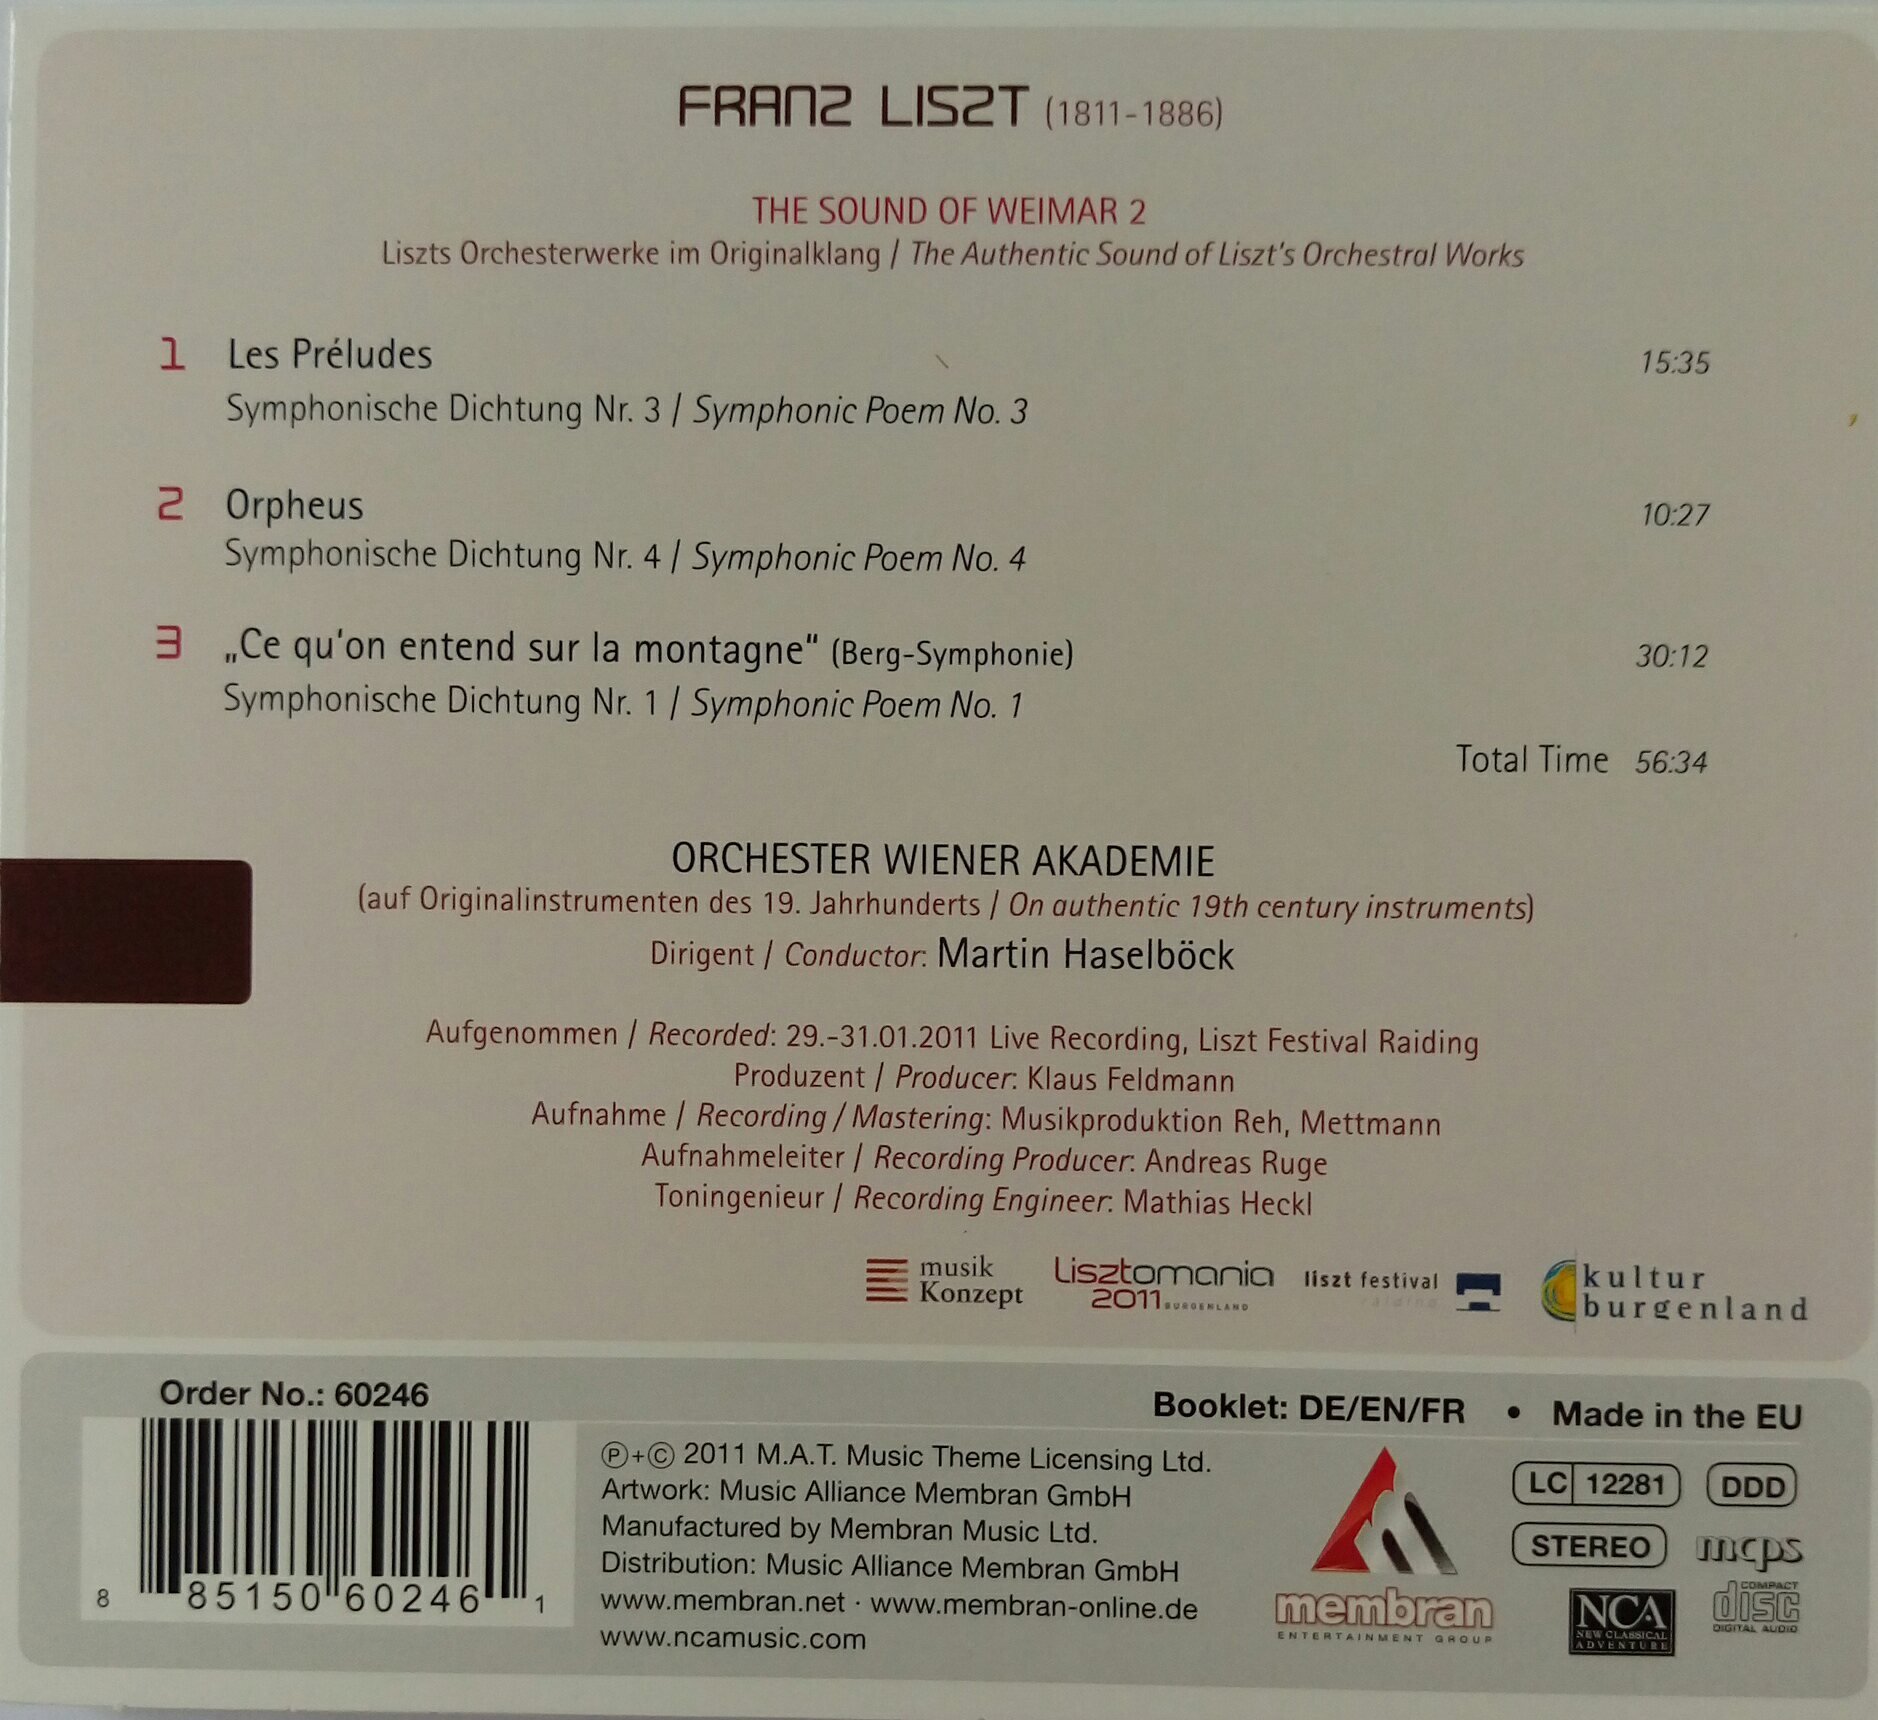 FRANZ LISZT (1811-1886)
THE SOUND OF WEIMAR 2
Liszts Orchesterwerke im Originalklang / The Authentic Sound of Liszt's Orchestral Works
1 Les Préludes 15:35
Symphonische Dichtung Nr. 3 / Symphonic Poem No. 3
2 Orpheus 10:27
Symphonische Dichtung Nr. 4 / Symphonic Poem No. 4
3 „Ce qu'on entend sur la montagne“ (Berg-Symphonie) 30:12
Symphonische Dichtung Nr. 1 / Symphonic Poem No. 1
Total Time 56:34
ORCHESTER WIENER AKADEMIE
(auf Originalinstrumenten des 19. Jahrhunderts / On authentic 19th century instruments)
Dirigent / Conductor: Martin Haselböck
Aufgenommen / Recorded: 29.-31.01.2011 Live Recording, Liszt Festival Raiding
Produzent / Producer: Klaus Feldmann
Aufnahme / Recording / Mastering: Musikproduktion Reh, Mettmann
Aufnahmeleiter / Recording Producer: Andreas Ruge
Toningenieur / Recording Engineer: Mathias Heckl
musik
Konzept
Lisztomania
2011 BURGENLAND
liszt festival
raiding
kultur
burgenland
Order No.: 60246
Booklet: DE/EN/FR • Made in the EU
8 85150 60246 1
Ⓟ+© 2011 M.A.T. Music Theme Licensing Ltd.
Artwork: Music Alliance Membran GmbH
Manufactured by Membran Music Ltd.
Distribution: Music Alliance Membran GmbH
www.membran.net · www.membran-online.de
www.ncamusic.com
membran
ENTERTAINMENT GROUP
LC 12281
DDD
STEREO
mcps
NCA
NEW CLASSICAL
ADVENTURE
COMPACT
disc
DIGITAL AUDIO